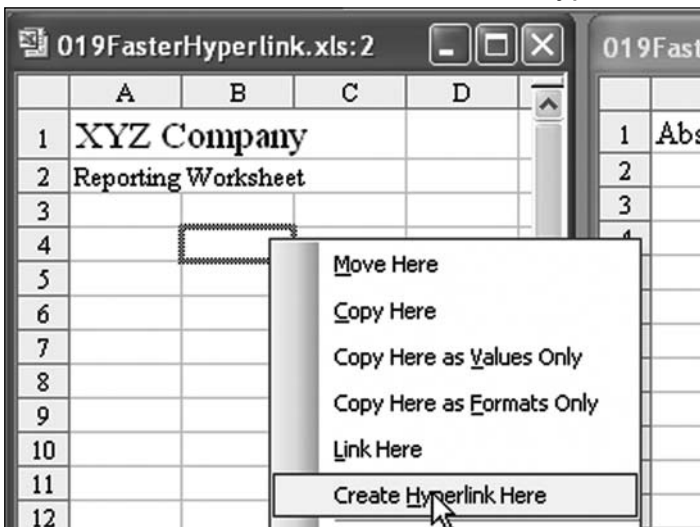 019FasterHyperlink.xls:2
019Fast
A B C D
1 XYZ Company
1 Abs
2 Reporting Worksheet
2
3
3
4
5
6
7
8
9
10
11
12
Move Here
Copy Here
Copy Here as Values Only
Copy Here as Formats Only
Link Here
Create Hyperlink Here